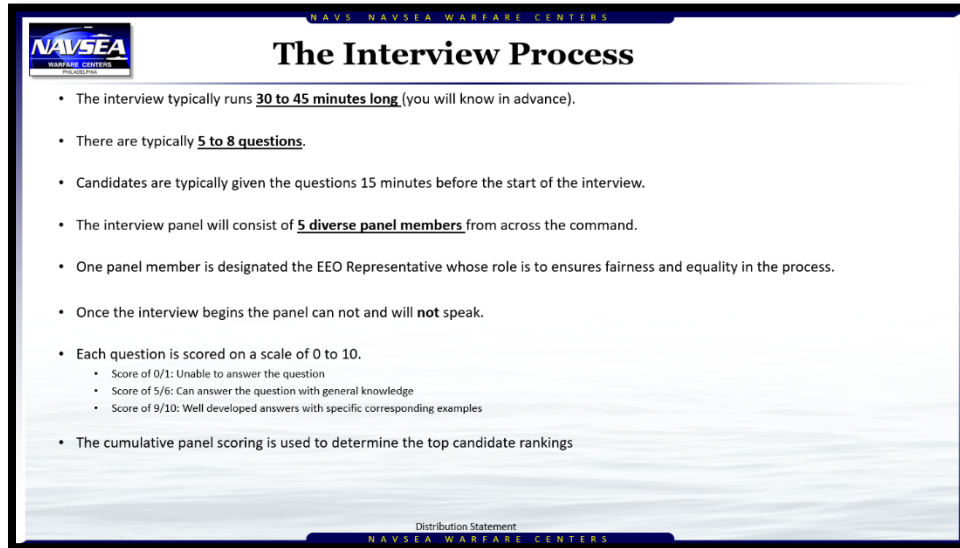 NAVS NAVSEA WARFARE CENTERS
NAVSEA
WARFARE CENTERS
PHILADELPHIA
The Interview Process
• The interview typically runs 30 to 45 minutes long (you will know in advance).
• There are typically 5 to 8 questions.
• Candidates are typically given the questions 15 minutes before the start of the interview.
• The interview panel will consist of 5 diverse panel members from across the command.
• One panel member is designated the EEO Representative whose role is to ensures fairness and equality in the process.
• Once the interview begins the panel can not and will not speak.
• Each question is scored on a scale of 0 to 10.
• Score of 0/1: Unable to answer the question
• Score of 5/6: Can answer the question with general knowledge
• Score of 9/10: Well developed answers with specific corresponding examples
• The cumulative panel scoring is used to determine the top candidate rankings
Distribution Statement
NAVSEA WARFARE CENTERS